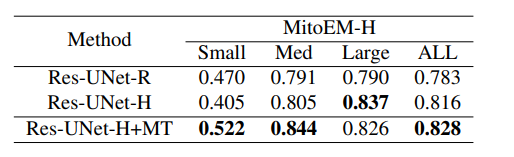 Method MitoEM-H
Small Med Large ALL
Res-UNet-R 0.470 0.791 0.790 0.783
Res-UNet-H 0.405 0.805 0.837 0.816
Res-UNet-H+MT 0.522 0.844 0.826 0.828